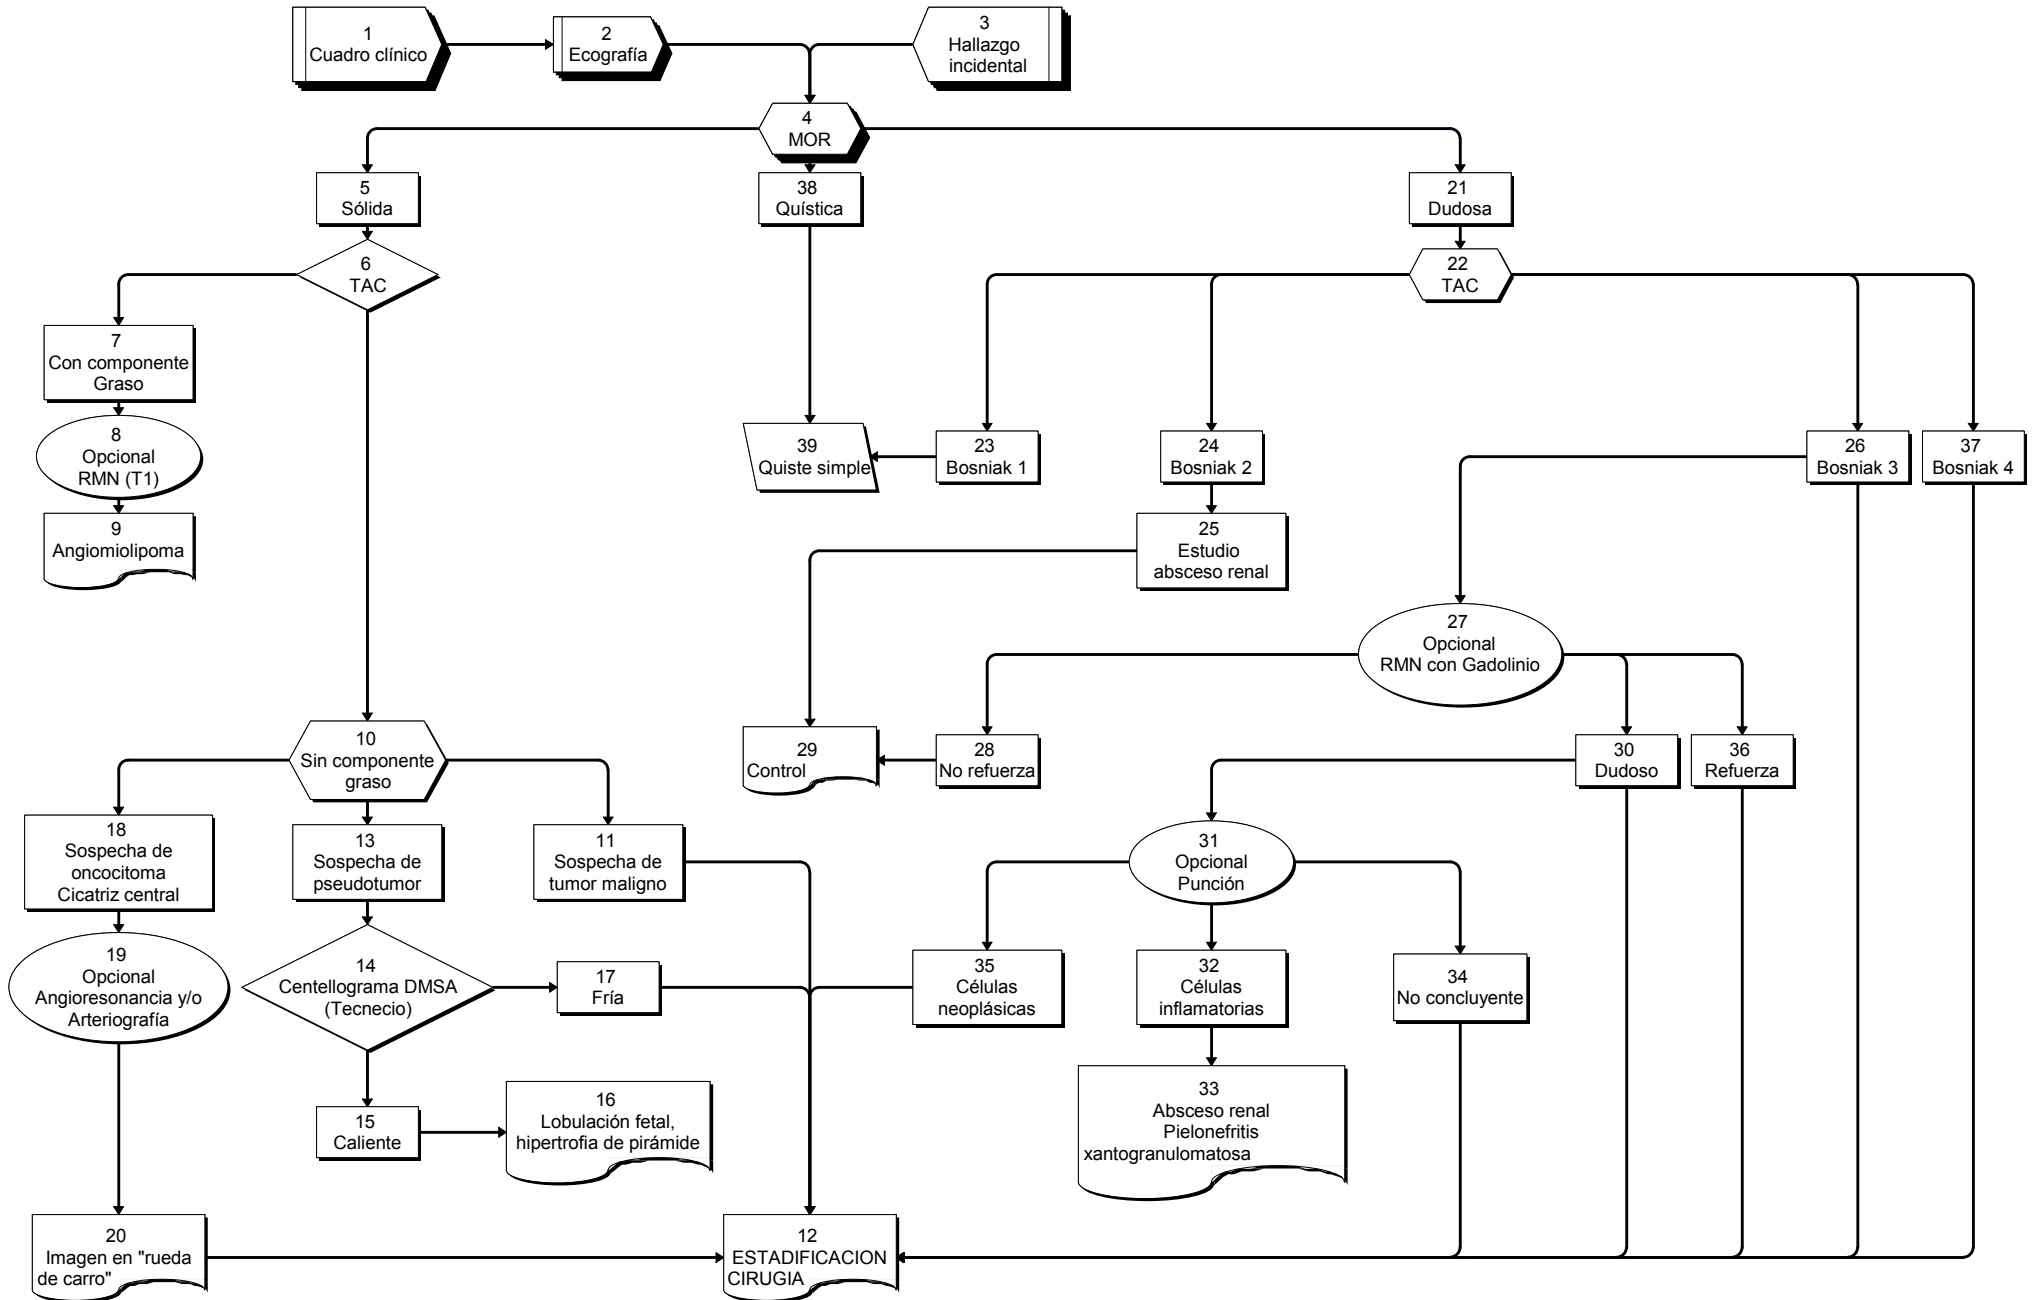 1
Cuadro clínico
2
Ecografía
3
Hallazgo
incidental
4
MOR
5
Sólida
38
Quística
21
Dudosa
6
TAC
22
TAC
7
Con componente
Graso
8
Opcional
RMN (T1)
9
Angiomiolipoma
39
Quiste simple
23
Bosniak 1
24
Bosniak 2
26
Bosniak 3
37
Bosniak 4
25
Estudio
absceso renal
27
Opcional
RMN con Gadolinio
10
Sin componente
graso
29
Control
28
No refuerza
30
Dudoso
36
Refuerza
18
Sospecha de
oncocitoma
Cicatriz central
13
Sospecha de
pseudotumor
11
Sospecha de
tumor maligno
31
Opcional
Punción
19
Opcional
Angioresonancia y/o
Arteriografía
14
Centellograma DMSA
(Tecnecio)
17
Fría
35
Células
neoplásicas
32
Células
inflamatorias
34
No concluyente
15
Caliente
16
Lobulación fetal,
hipertrofia de pirámide
33
Absceso renal
Pielonefritis
xantogranulomatosa
20
Imagen en "rueda
de carro"
12
ESTADIFICACION
CIRUGIA